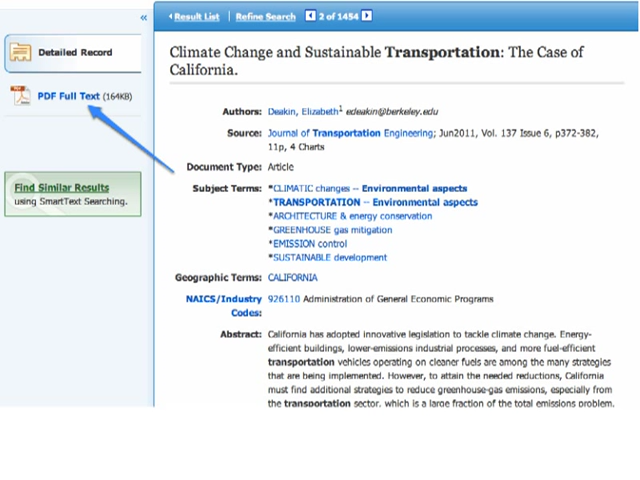 «
Result List | Refine Search 2 of 1454
Detailed Record
PDF Full Text (164KB)
Find Similar Results
using SmartText Searching.
Climate Change and Sustainable Transportation: The Case of
California.
Authors: Deakin, Elizabeth1 edeakin@berkeley.edu
Source: Journal of Transportation Engineering; Jun2011, Vol. 137 Issue 6, p372-382,
11p, 4 Charts
Document Type: Article
Subject Terms: *CLIMATIC changes -- Environmental aspects
*TRANSPORTATION -- Environmental aspects
*ARCHITECTURE & energy conservation
*GREENHOUSE gas mitigation
*EMISSION control
*SUSTAINABLE development
Geographic Terms: CALIFORNIA
NAICS/Industry 926110 Administration of General Economic Programs
Codes:
Abstract: California has adopted innovative legislation to tackle climate change. Energy-
efficient buildings, lower-emissions industrial processes, and more fuel-efficient
transportation vehicles operating on cleaner fuels are among the many strategies
that are being implemented. However, to attain the needed reductions, California
must find additional strategies to reduce greenhouse-gas emissions, especially from
the transportation sector, which is a large fraction of the total emissions problem.